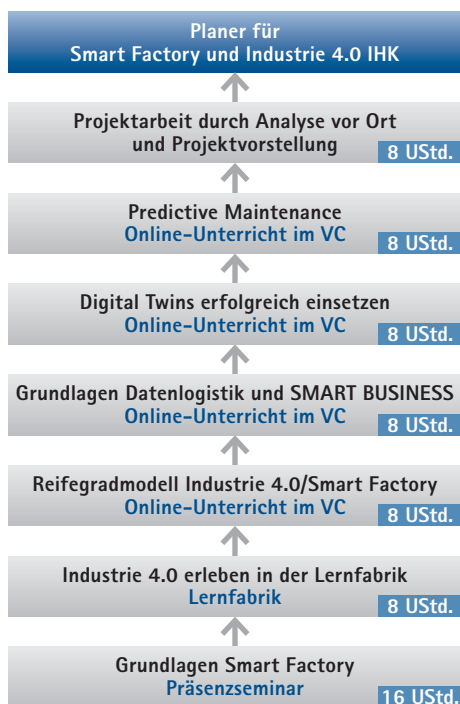 Planer für
Smart Factory und Industrie 4.0 IHK
Projektarbeit durch Analyse vor Ort
und Projektvorstellung
8 UStd.
Predictive Maintenance
Online-Unterricht im VC
8 UStd.
Digital Twins erfolgreich einsetzen
Online-Unterricht im VC
8 UStd.
Grundlagen Datenlogistik und SMART BUSINESS
Online-Unterricht im VC
8 UStd.
Reifegradmodell Industrie 4.0/Smart Factory
Online-Unterricht im VC
8 UStd.
Industrie 4.0 erleben in der Lernfabrik
Lernfabrik
8 UStd.
Grundlagen Smart Factory
Präsenzseminar
16 UStd.